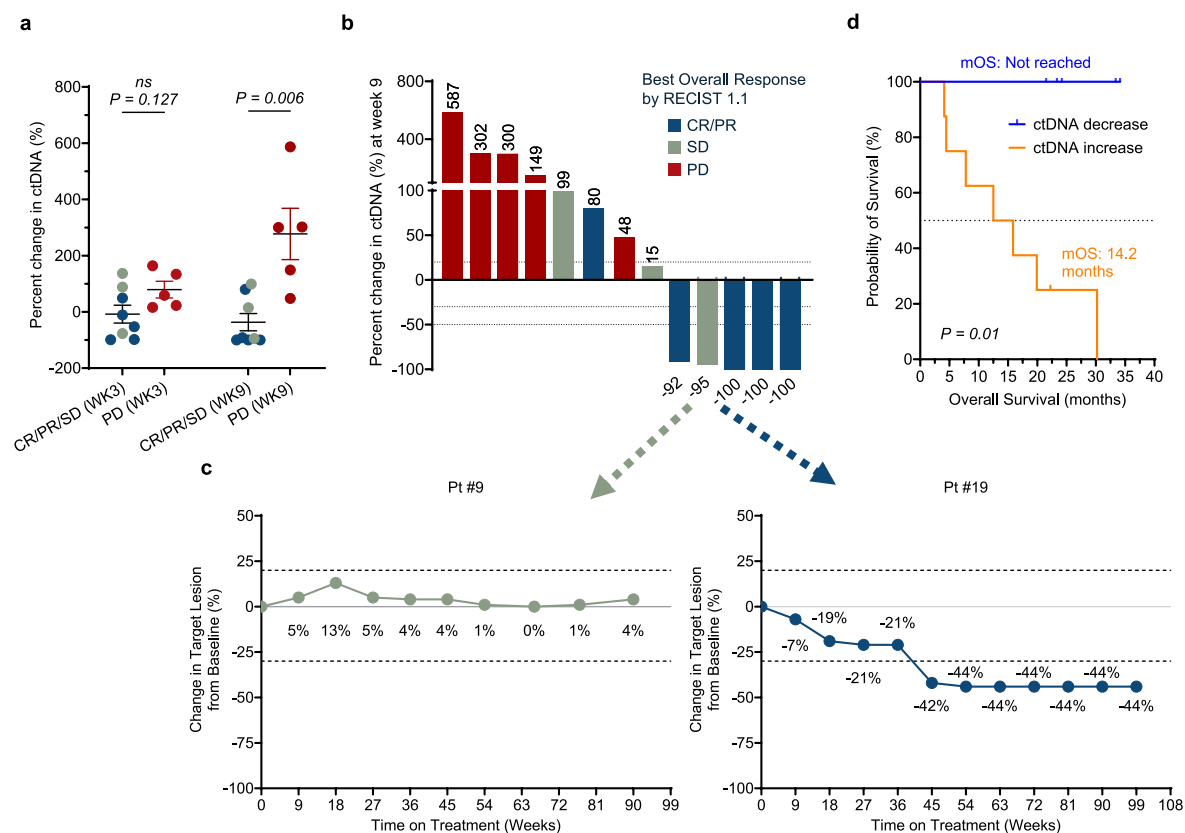 a
ns
P = 0.127
P = 0.006
Percent change in ctDNA (%)
800
600
400
200
0
-200
CR/PR/SD (WK3)
PD (WK3)
CR/PR/SD (WK9)
PD (WK9)
b
Percent change in ctDNA (%) at week 9
800
400
100
100
50
0
-50
-100
587
302
300
149
99
80
48
15
-92
-95
-100
-100
-100
Best Overall Response
by RECIST 1.1
CR/PR
SD
PD
d
mOS: Not reached
Probability of Survival (%)
100
80
60
40
20
0
ctDNA decrease
ctDNA increase
mOS: 14.2
months
P = 0.01
0 5 10 15 20 25 30 35 40
Overall Survival (months)
c
Pt #9
Change in Target Lesion
from Baseline (%)
50
25
0
-25
-50
-75
-100
5% 13% 5% 4% 4% 1% 0% 1% 4%
0 9 18 27 36 45 54 63 72 81 90 99
Time on Treatment (Weeks)
Pt #19
Change in Target Lesion
from Baseline (%)
50
25
0
-25
-50
-75
-100
-19% -21%
-7%
-21%
-44% -44% -44%
-42% -44% -44% -44%
0 9 18 27 36 45 54 63 72 81 90 99 108
Time on Treatment (Weeks)